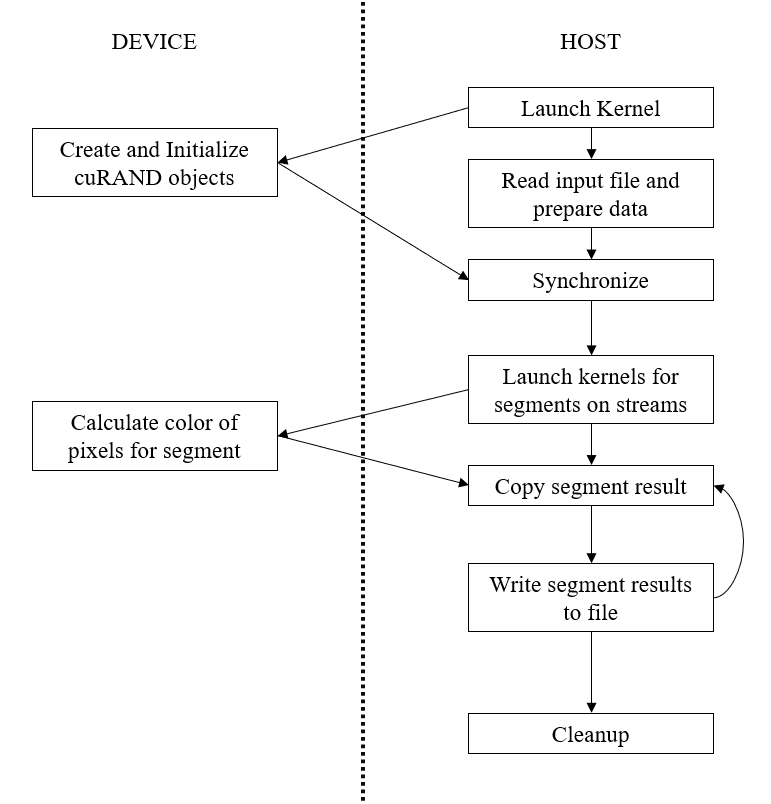 DEVICE
HOST
Launch Kernel
Create and Initialize
cuRAND objects
Read input file and
prepare data
Synchronize
Launch kernels for
segments on streams
Calculate color of
pixels for segment
Copy segment result
Write segment results
to file
Cleanup